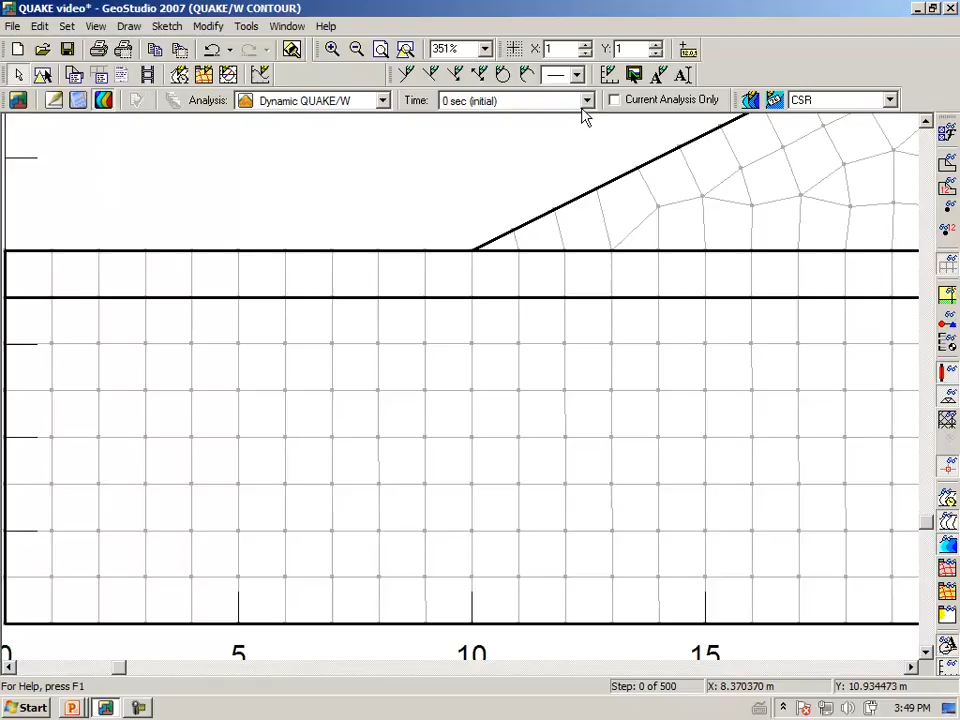 QUAKE video* - GeoStudio 2007 (QUAKE/W CONTOUR)
File Edit Set View Draw Sketch Modify Tools Window Help
351% X: 1 Y: 1
Analysis: Dynamic QUAKE/W Time: 0 sec (initial) Current Analysis Only CSR
0 5 10 15
For Help, press F1 Step: 0 of 500 X: 8.370370 m Y: 10.934473 m
Start 3:49 PM